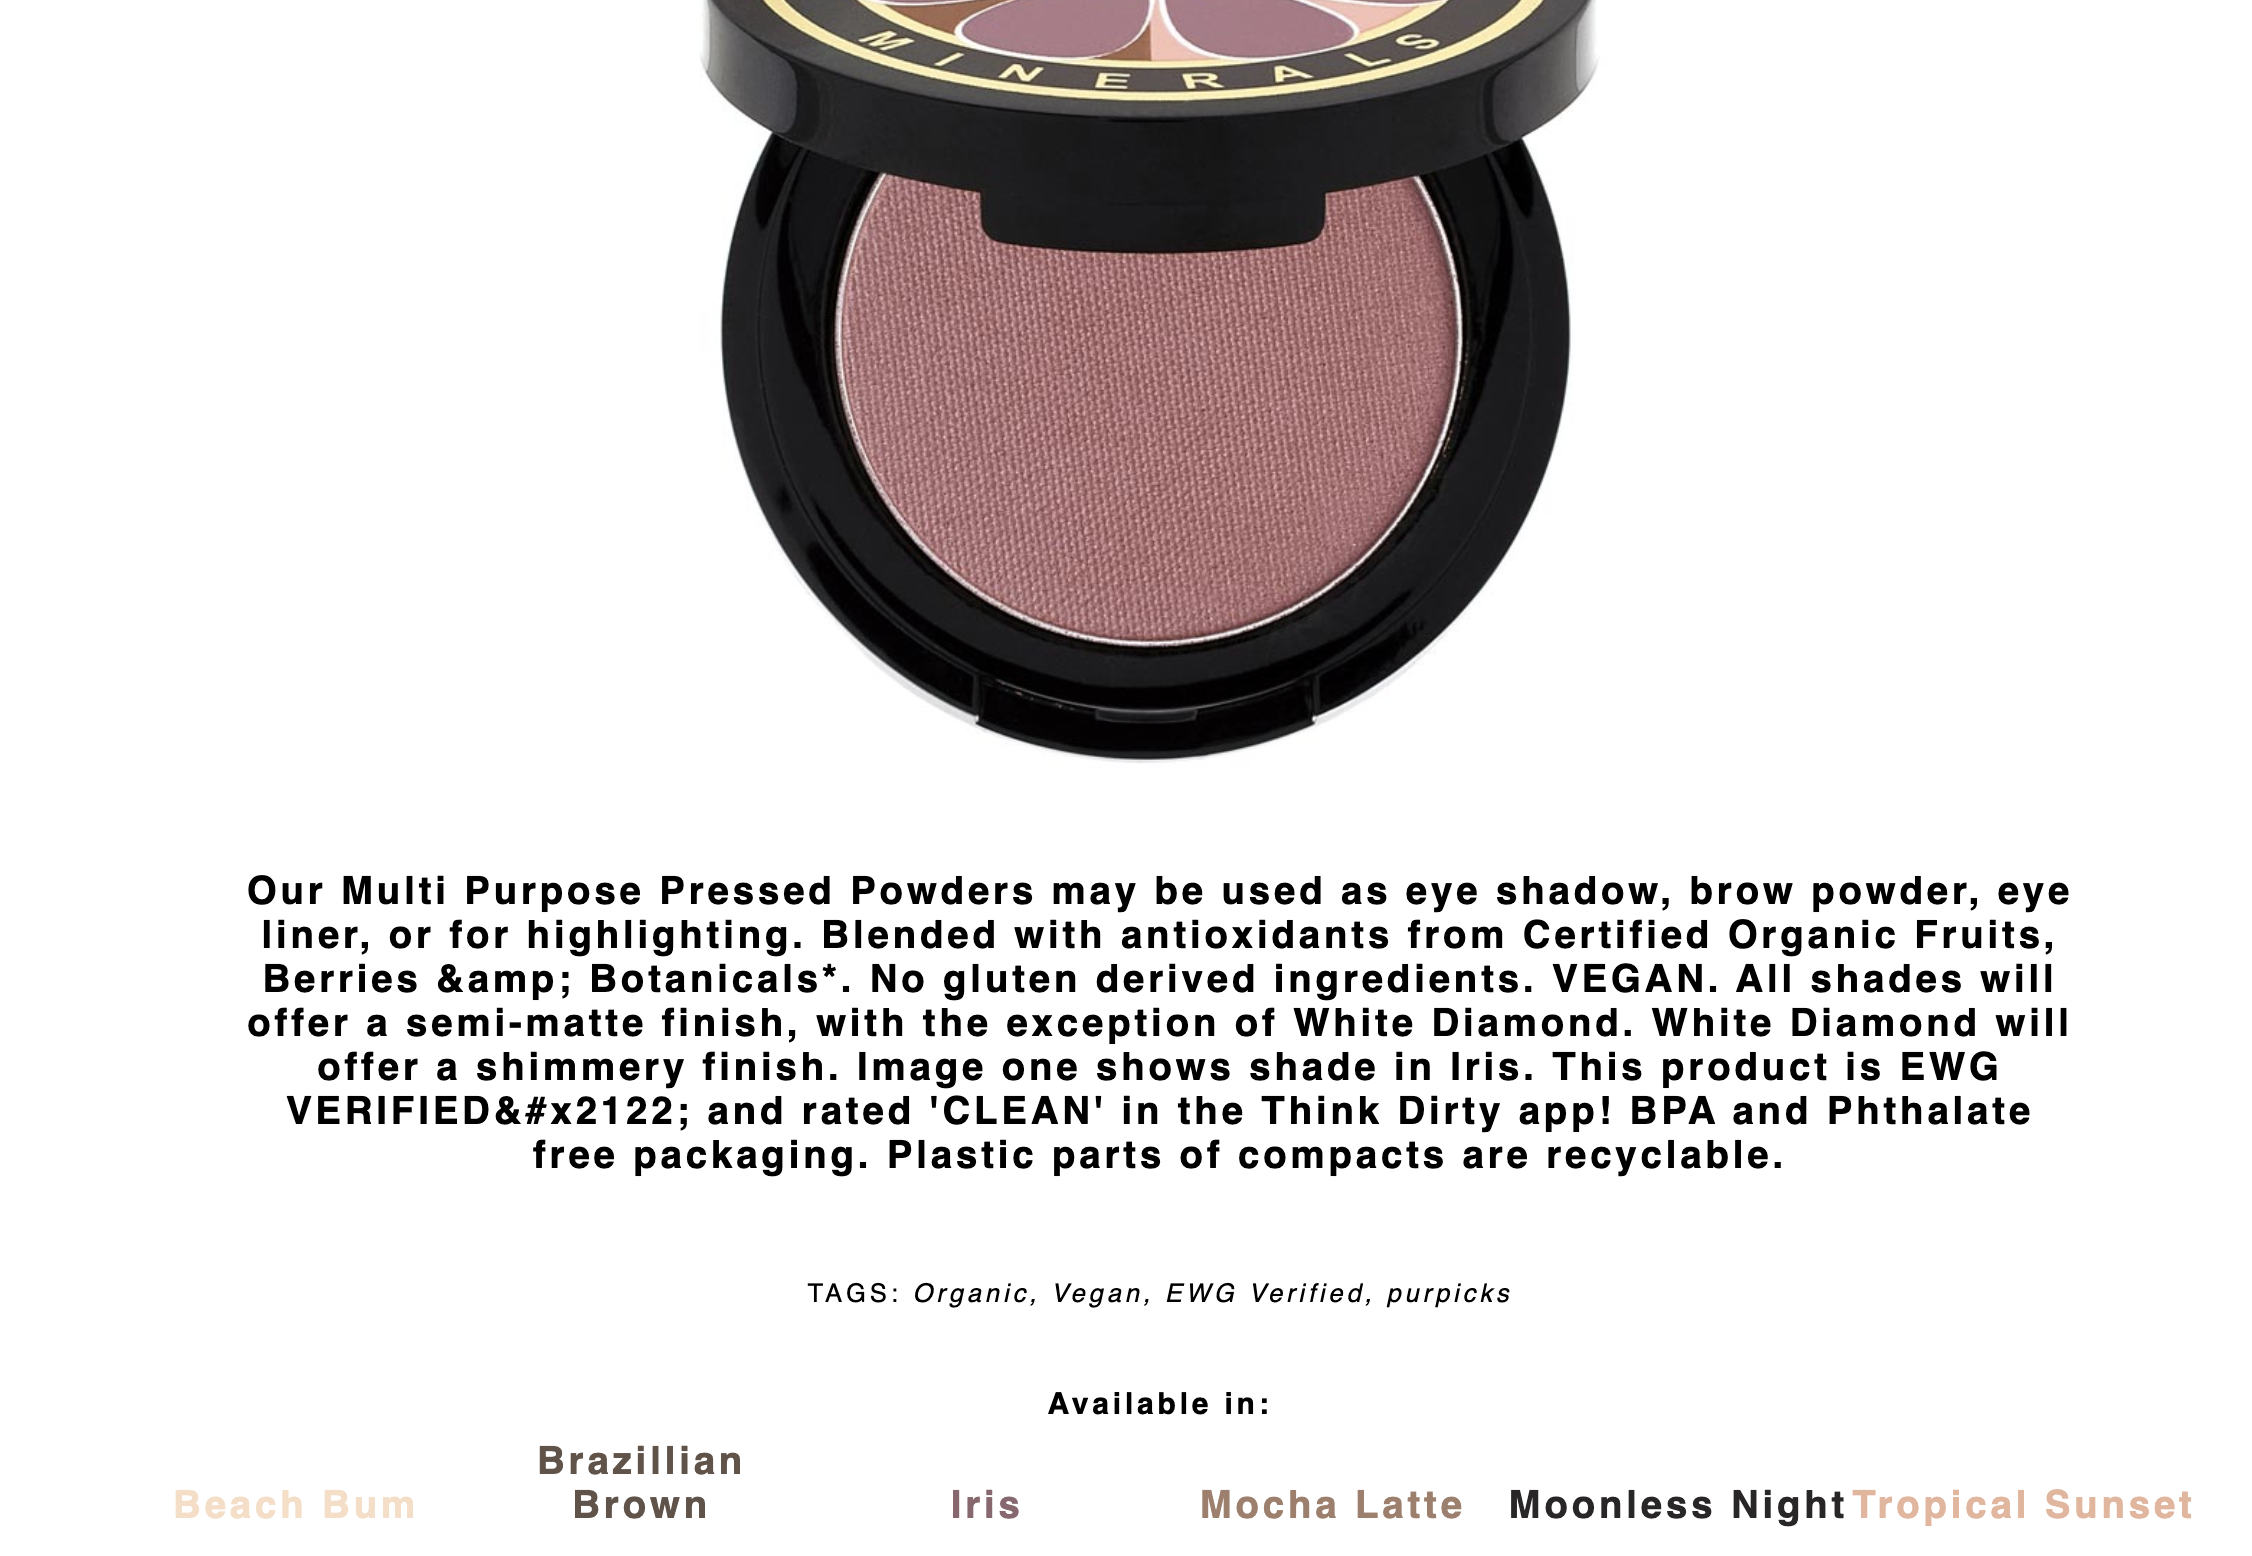 MINERALS
Our Multi Purpose Pressed Powders may be used as eye shadow, brow powder, eye
liner, or for highlighting. Blended with antioxidants from Certified Organic Fruits,
Berries &amp; Botanicals*. No gluten derived ingredients. VEGAN. All shades will
offer a semi-matte finish, with the exception of White Diamond. White Diamond will
offer a shimmery finish. Image one shows shade in Iris. This product is EWG
VERIFIED&#x2122; and rated 'CLEAN' in the Think Dirty app! BPA and Phthalate
free packaging. Plastic parts of compacts are recyclable.
TAGS: Organic, Vegan, EWG Verified, purpicks
Available in:
Beach Bum
Brazillian
Brown
Iris
Mocha Latte
Moonless Night
Tropical Sunset